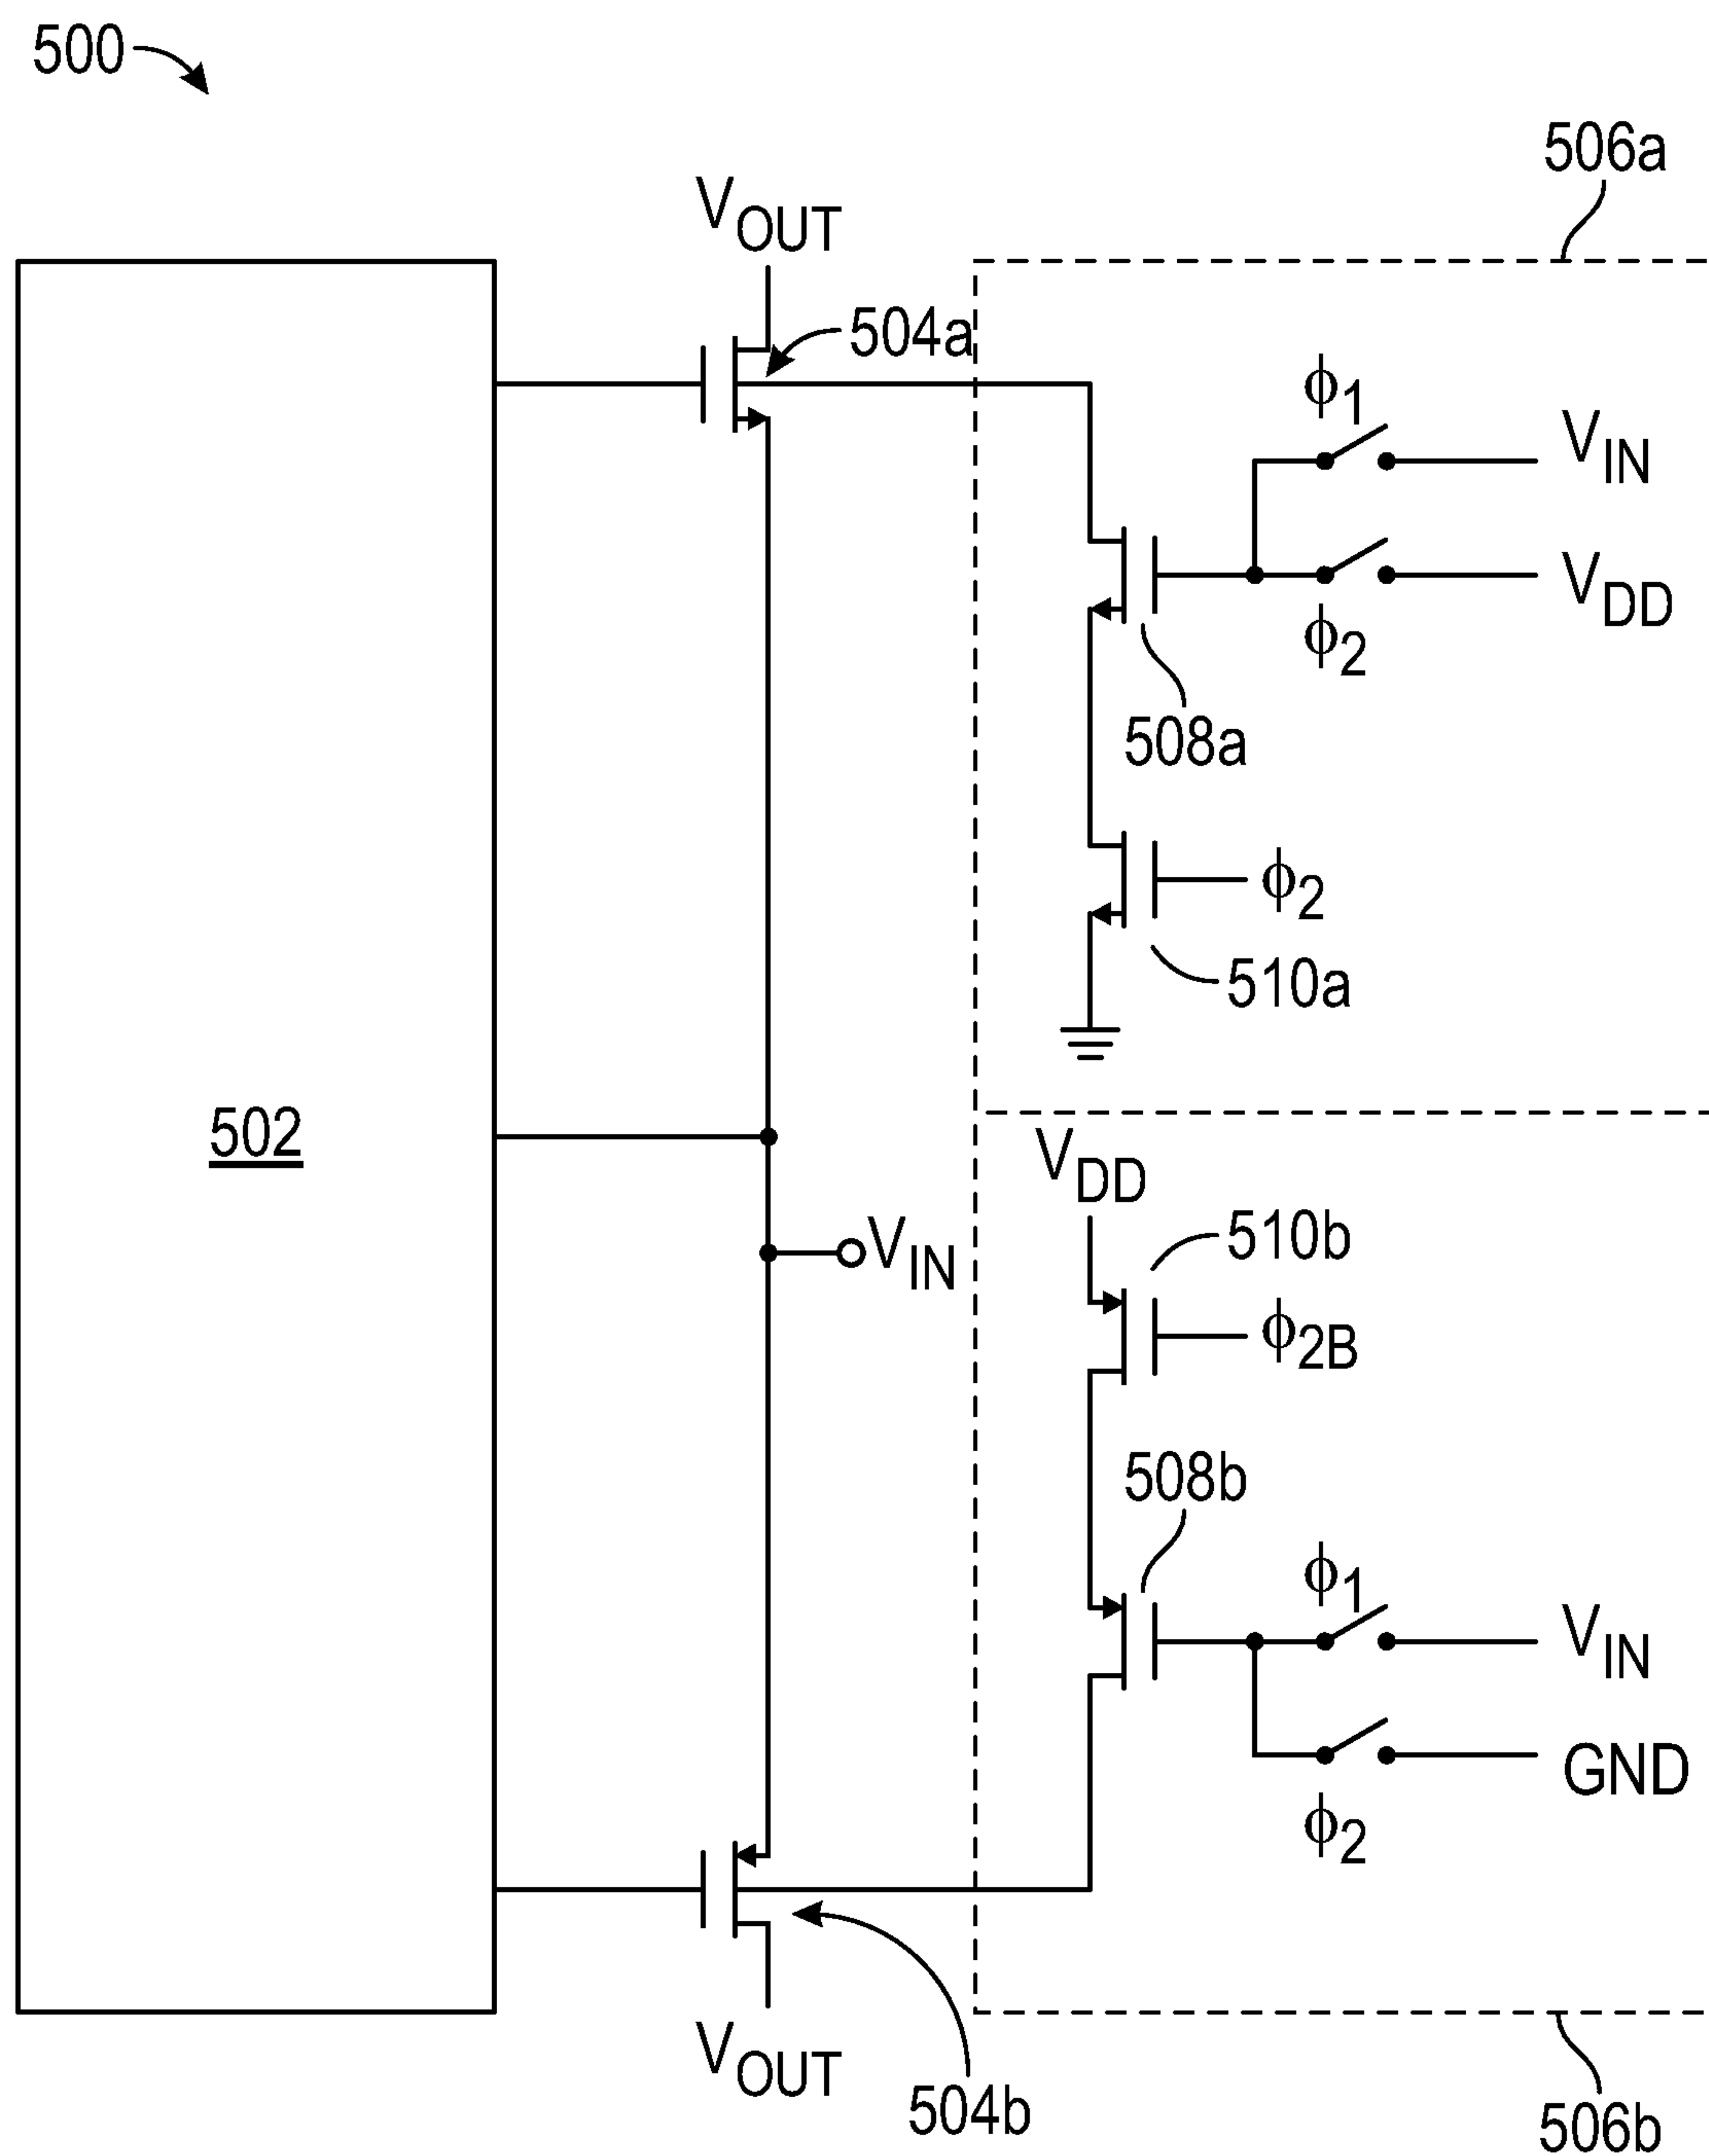 500
506a
VOUT
504a
ϕ1
VIN
VDD
ϕ2
508a
ϕ2
510a
502
VDD
510b
VIN
ϕ2B
508b
ϕ1
VIN
GND
ϕ2
VOUT
504b
506b